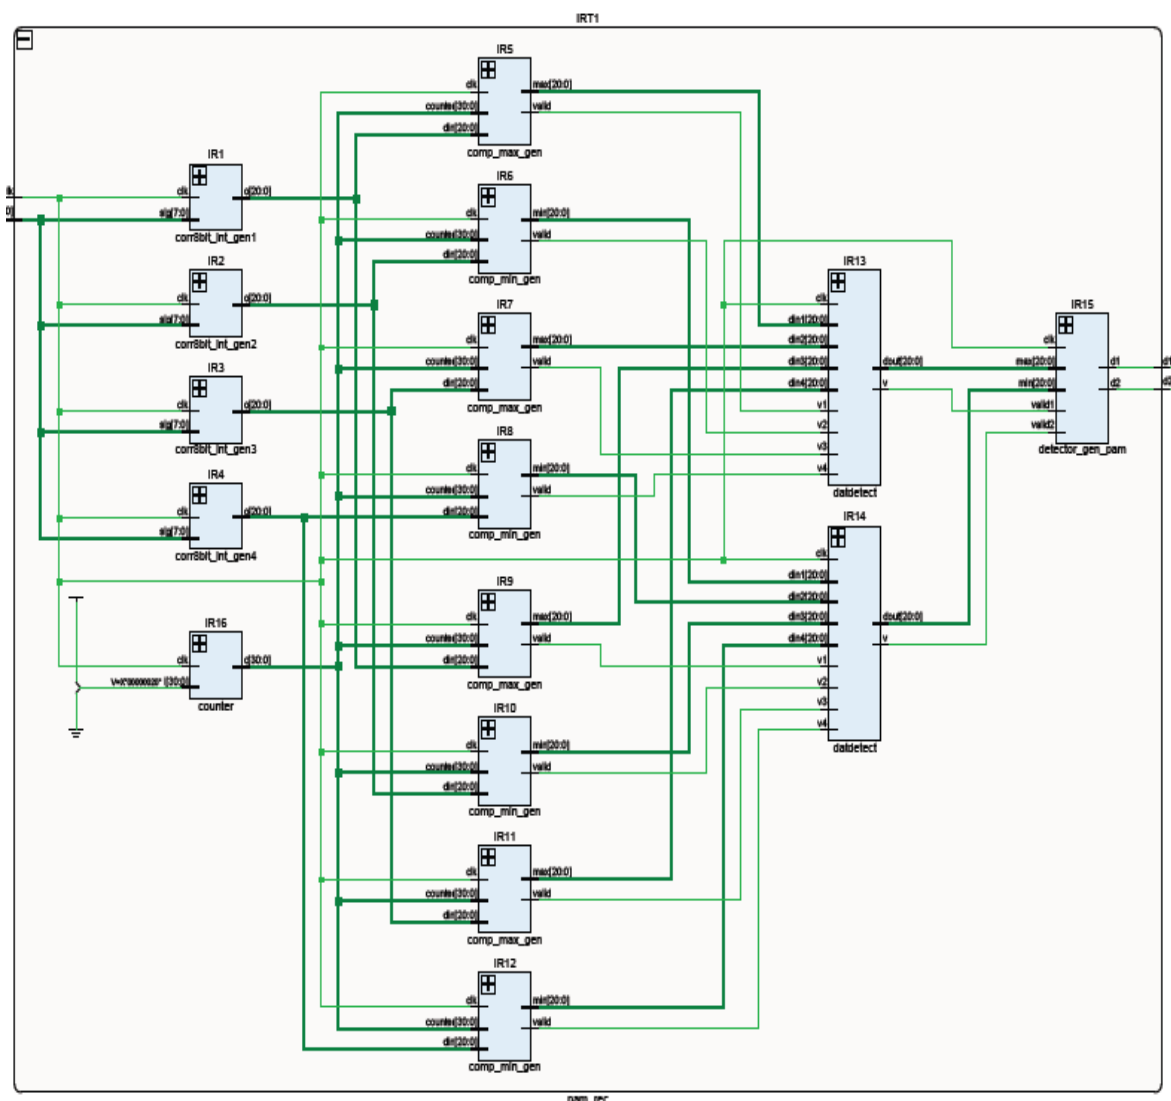 IRT1
lk
0]
IR1
clk
sig[7:0]
o[20:0]
corr8bit_int_gen1
IR2
clk
sig[7:0]
o[20:0]
corr8bit_int_gen2
IR3
clk
sig[7:0]
o[20:0]
corr8bit_int_gen3
IR4
clk
sig[7:0]
o[20:0]
corr8bit_int_gen4
IR16
clk
V=X"00000020" l[30:0]
c[30:0]
counter
IR5
clk
counter[30:0]
din[20:0]
max[20:0]
valid
comp_max_gen
IR6
clk
counter[30:0]
din[20:0]
min[20:0]
valid
comp_min_gen
IR7
clk
counter[30:0]
din[20:0]
max[20:0]
valid
comp_max_gen
IR8
clk
counter[30:0]
din[20:0]
min[20:0]
valid
comp_min_gen
IR9
clk
counter[30:0]
din[20:0]
max[20:0]
valid
comp_max_gen
IR10
clk
counter[30:0]
din[20:0]
min[20:0]
valid
comp_min_gen
IR11
clk
counter[30:0]
din[20:0]
max[20:0]
valid
comp_max_gen
IR12
clk
counter[30:0]
din[20:0]
min[20:0]
valid
comp_min_gen
IR13
clk
din1[20:0]
din2[20:0]
din3[20:0]
din4[20:0]
v1
v2
v3
v4
dout[20:0]
v
datdetect
IR14
clk
din1[20:0]
din2[20:0]
din3[20:0]
din4[20:0]
v1
v2
v3
v4
dout[20:0]
v
datdetect
IR15
clk
max[20:0]
min[20:0]
valid1
valid2
d1
d2
detector_gen_pam
d1
d2
pam_rec